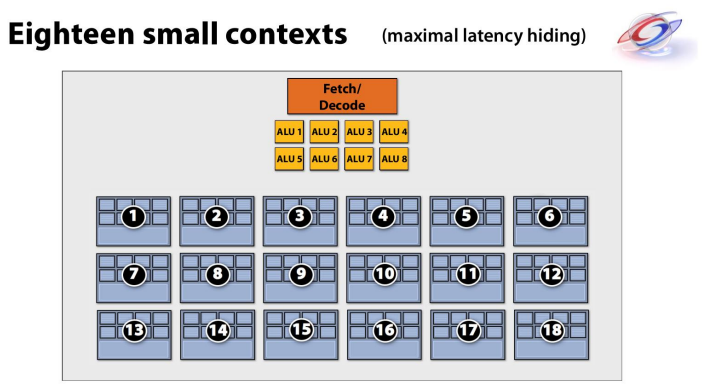 Eighteen small contexts (maximal latency hiding)
Fetch/
Decode
ALU 1 ALU 2 ALU 3 ALU 4
ALU 5 ALU 6 ALU 7 ALU 8
1 2 3 4 5 6
7 8 9 10 11 12
13 14 15 16 17 18